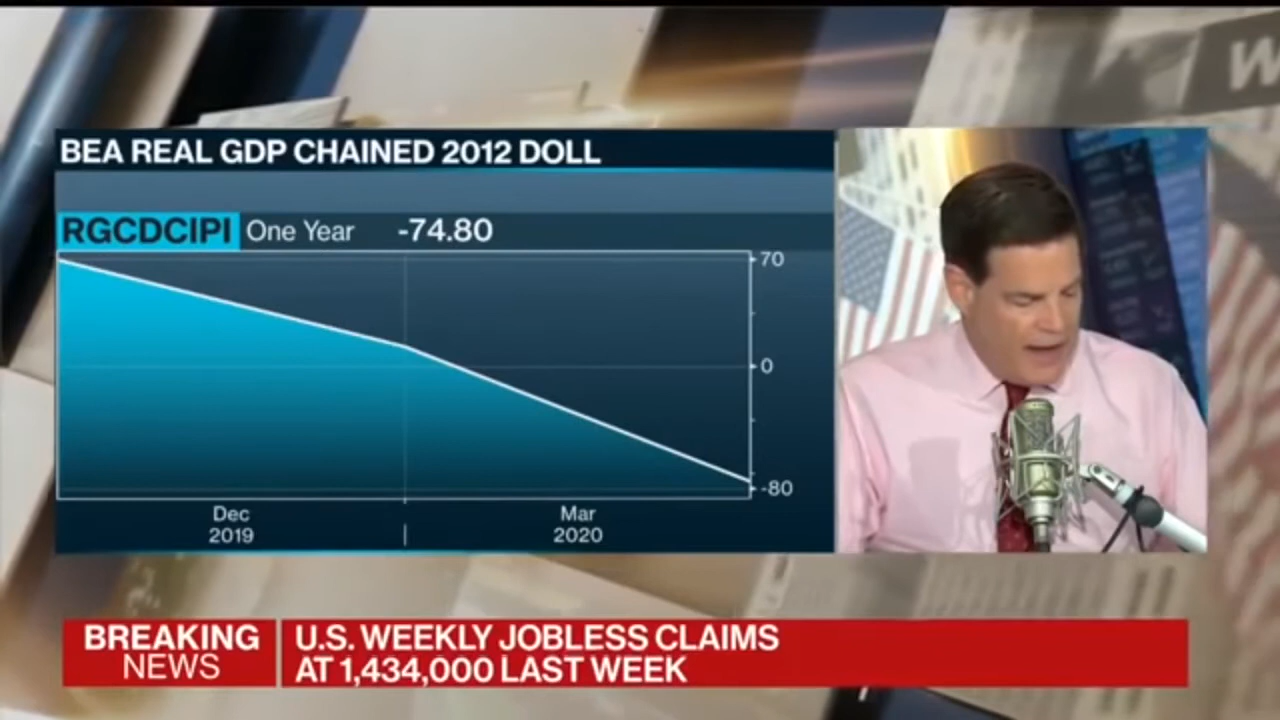 W
BEA REAL GDP CHAINED 2012 DOLL
RGCDCIPI One Year -74.80
70
0
-80
Dec
2019
Mar
2020
BREAKING
NEWS
U.S. WEEKLY JOBLESS CLAIMS
AT 1,434,000 LAST WEEK